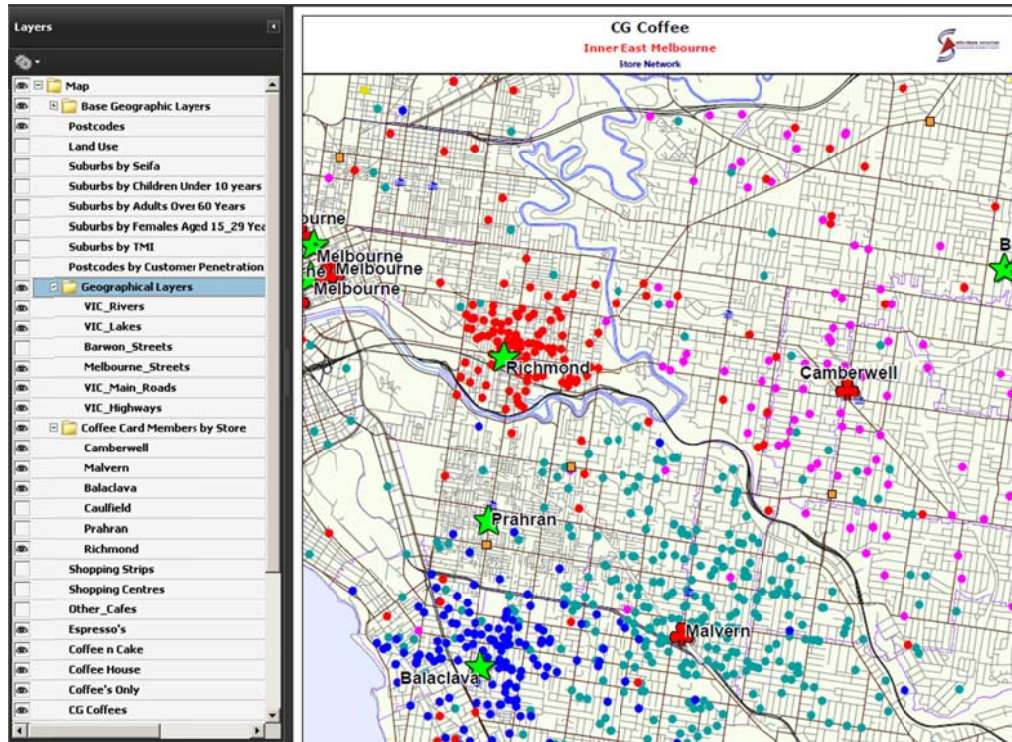 Layers
Map
Base Geographic Layers
Postcodes
Land Use
Suburbs by Seifa
Suburbs by Children Under 10 years
Suburbs by Adults Over 60 Years
Suburbs by Females Aged 15_29 Yea
Suburbs by TMI
Postcodes by Customer Penetration
Geographical Layers
VIC_Rivers
VIC_Lakes
Barwon_Streets
Melbourne_Streets
VIC_Main_Roads
VIC_Highways
Coffee Card Members by Store
Camberwell
Malvern
Balaclava
Caulfield
Prahran
Richmond
Shopping Strips
Shopping Centres
Other_Cafes
Espresso's
Coffee n Cake
Coffee House
Coffee's Only
CG Coffees
CG Coffee
Inner East Melbourne
Store Network
ourne
Melbourne
ne Melbourne
Melbourne
B
Richmond
Camberwell
Prahran
Malvern
Balaclava